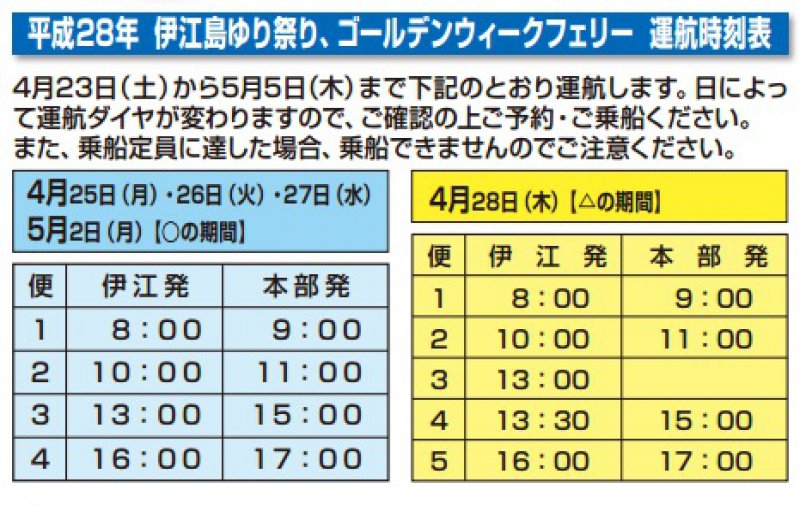 平成28年 伊江島ゆり祭り、ゴールデンウィークフェリー 運航時刻表
4月23日(土)から5月5日(木)まで下記のとおり運航します。日によっ
て運航ダイヤが変わりますので、ご確認の上ご予約・ご乗船ください。
また、乗船定員に達した場合、乗船できませんのでご注意ください。
4月25日(月)・26日(火)・27日(水)
5月2日(月)【○の期間】
便 伊江発 本部発
1 8:00 9:00
2 10:00 11:00
3 13:00 15:00
4 16:00 17:00
4月28日(木)【△の期間】
便 伊江発 本部発
1 8:00 9:00
2 10:00 11:00
3 13:00
4 13:30 15:00
5 16:00 17:00